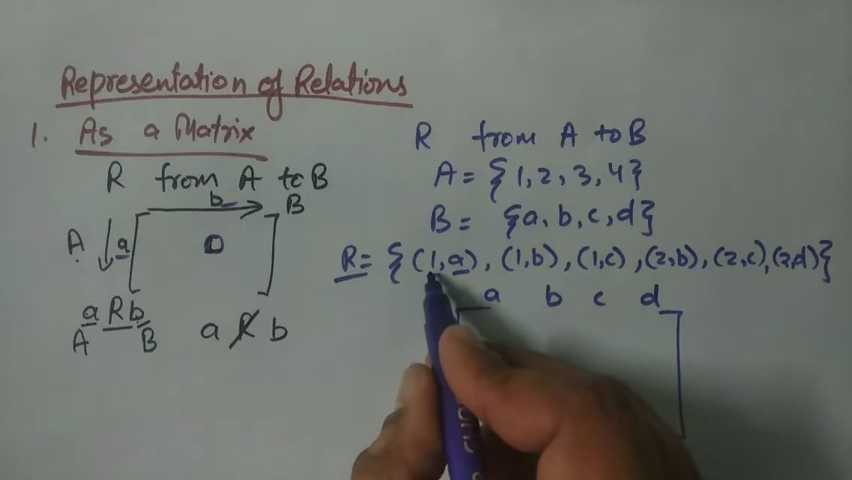 Representation of Relations
1. As a Matrix
R from A to B
b
B
A
a
0
a R b
A B
a R̸ b
R from A to B
A = {1, 2, 3, 4}
B = {a, b, c, d}
R = {(1, a), (1, b), (1, c), (2, b), (2, c), (2, d)}
a b c d